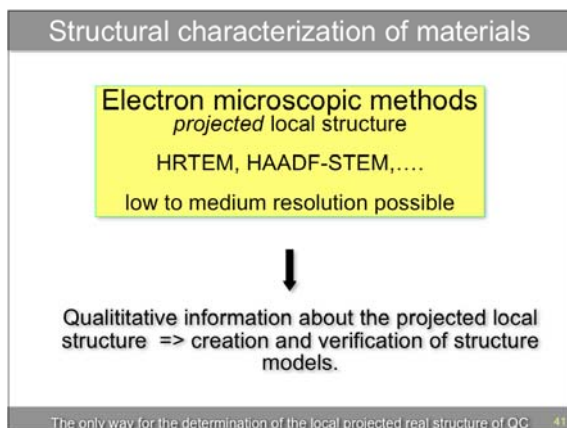 Structural characterization of materials
Electron microscopic methods
projected local structure
HRTEM, HAADF-STEM,....
low to medium resolution possible
Qualititative information about the projected local
structure => creation and verification of structure
models.
The only way for the determination of the local projected real structure of QC
41